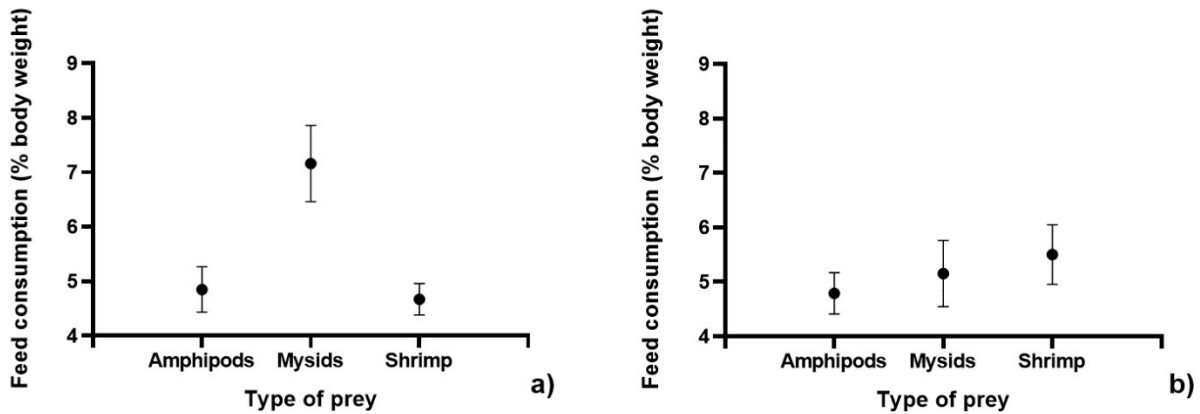 Feed consumption (% body weight)
9
8
7
6
5
4
Amphipods Mysids Shrimp
Type of prey
a)
Feed consumption (% body weight)
9
8
7
6
5
4
Amphipods Mysids Shrimp
Type of prey
b)